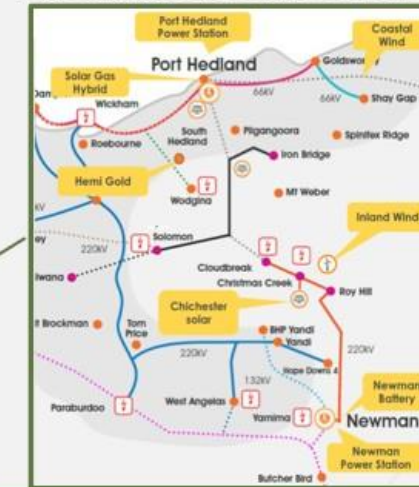 Port Hedland
Power Station
Coastal
Wind
Port Hedland
Goldsworthy
Solar Gas
Hybrid
Wickham
66kV
66kV
Shay Gap
South
Hedland
Pilgangoora
Spinifex Ridge
Roebourne
Iron Bridge
Hemi Gold
Wodgina
Mt Weber
Inland Wind
Solomon
220kV
Cloudbreak
Christmas Creek
Roy Hill
Chichester
solar
Brockman
Tom
Price
BHP Yandi
Yandi
220kV
220kV
Hope Downs 4
132kV
Newman
Battery
Paraburdoo
West Angelas
Yarnima
Newman
Newman
Power Station
Butcher Bird